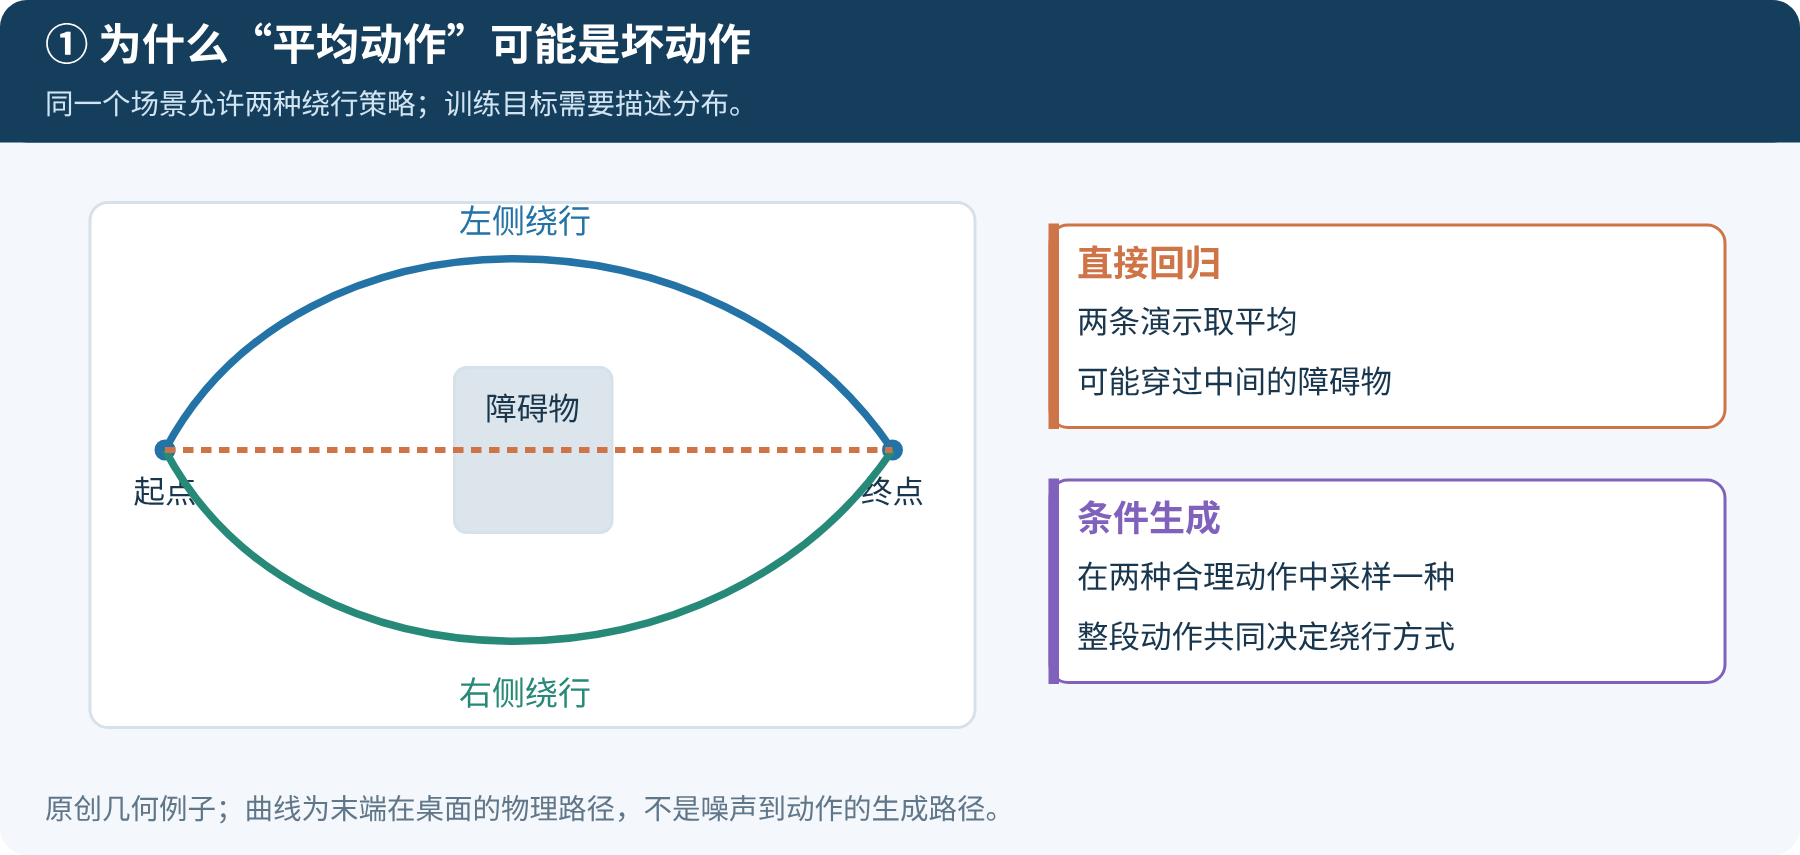 ① 为什么“平均动作”可能是坏动作
同一个场景允许两种绕行策略；训练目标需要描述分布。
左侧绕行
障碍物
起点
终点
右侧绕行
直接回归
两条演示取平均
可能穿过中间的障碍物
条件生成
在两种合理动作中采样一种
整段动作共同决定绕行方式
原创几何例子；曲线为末端在桌面的物理路径，不是噪声到动作的生成路径。